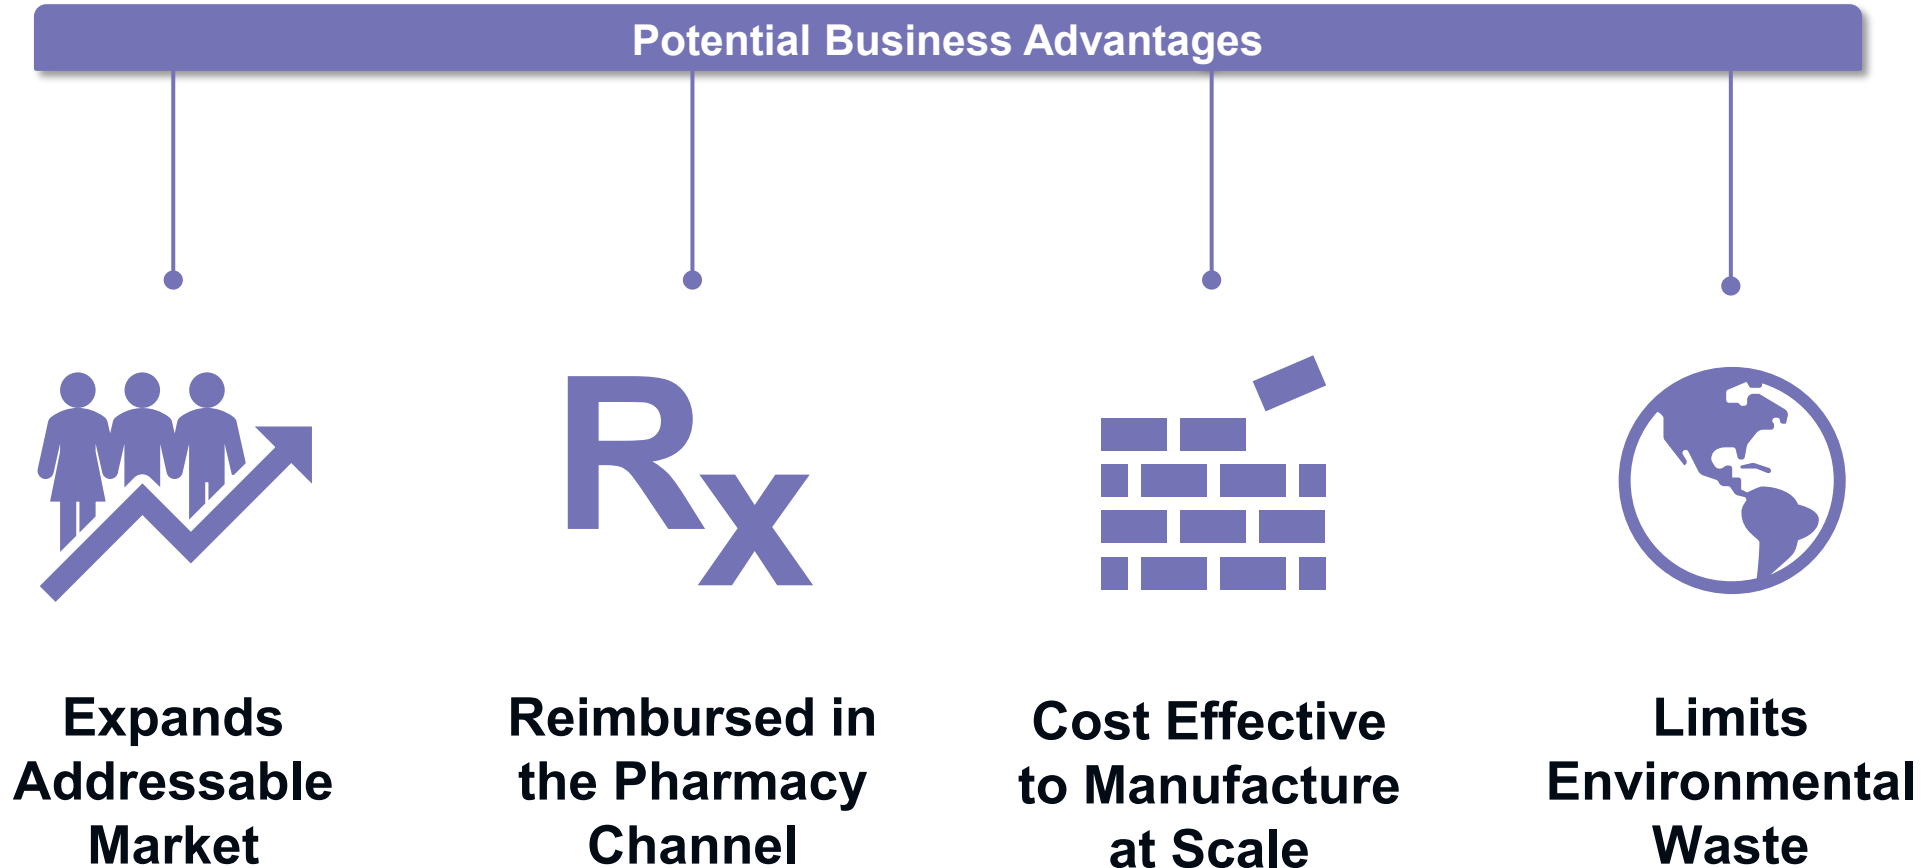 Potential Business Advantages
Rx
Expands
Addressable
Market
Reimbursed in
the Pharmacy
Channel
Cost Effective
to Manufacture
at Scale
Limits
Environmental
Waste